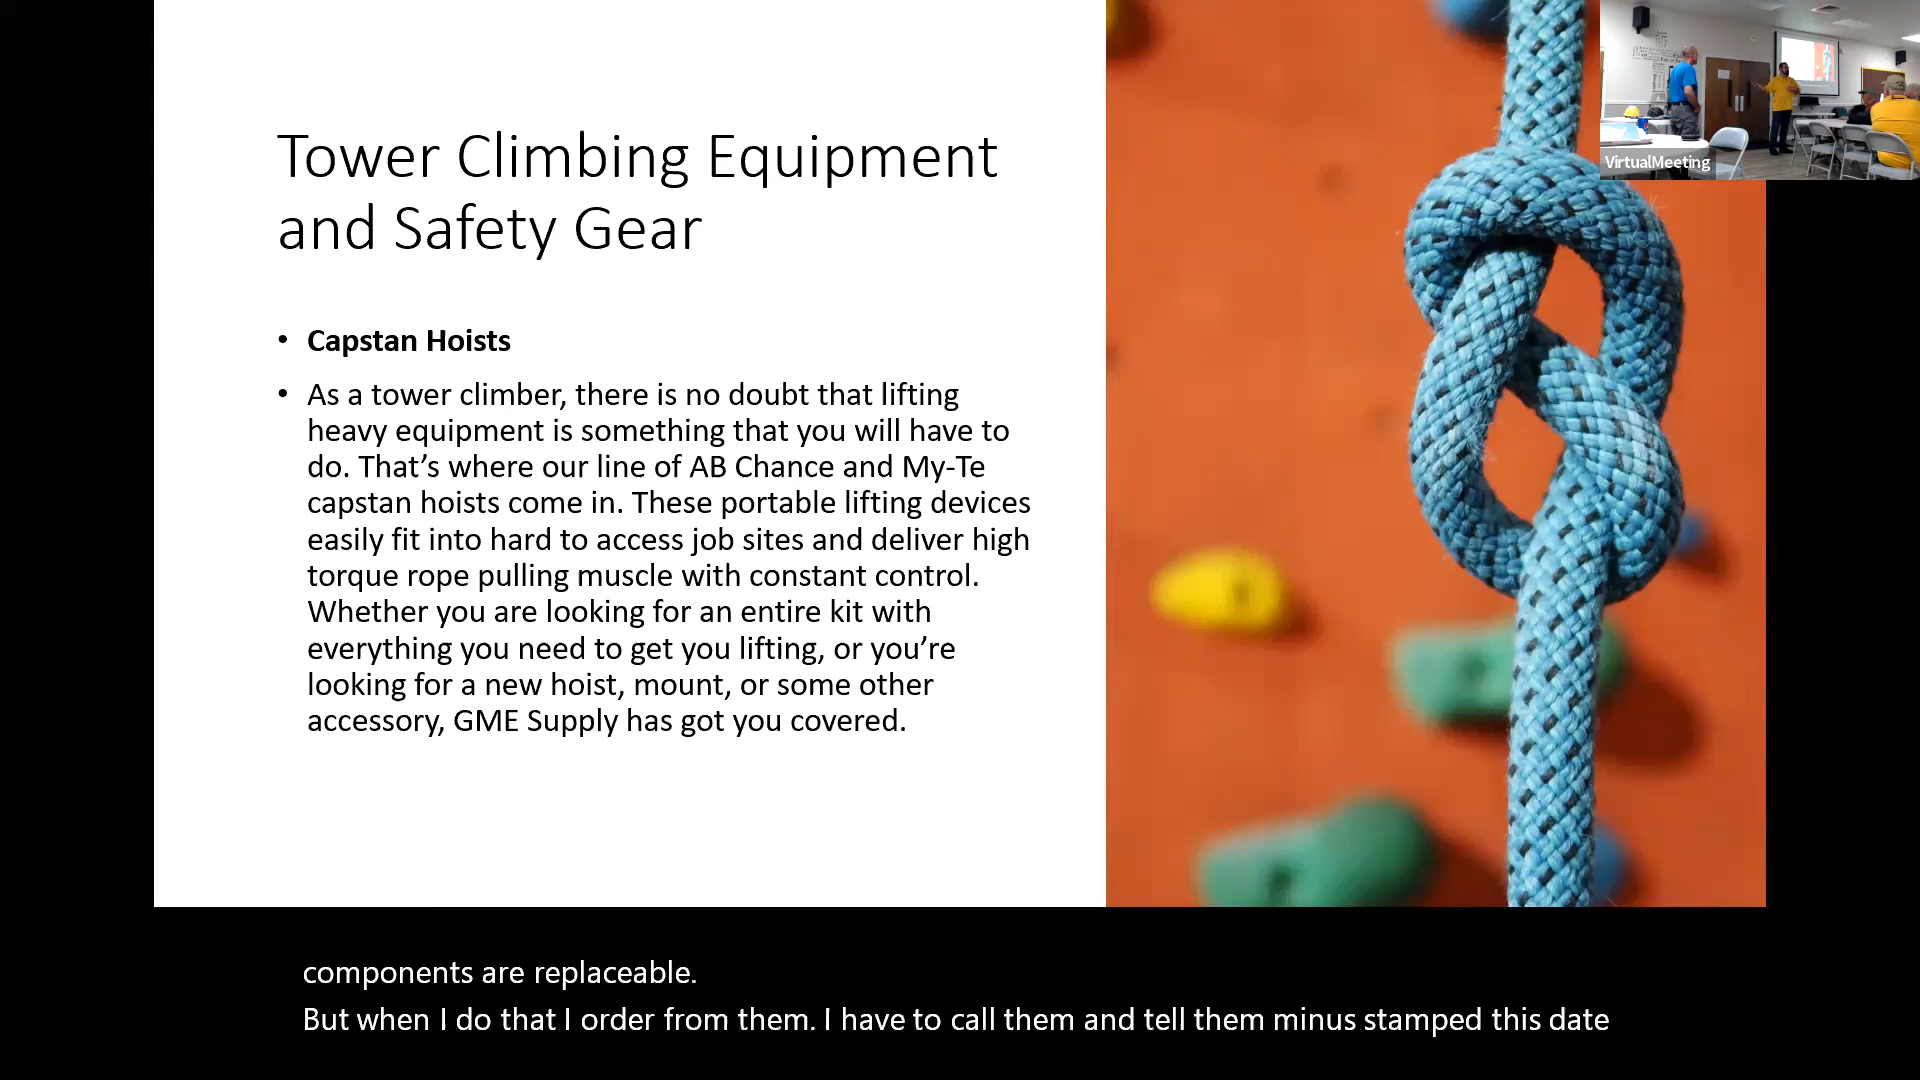 VirtualMeeting
Tower Climbing Equipment
and Safety Gear
• Capstan Hoists
• As a tower climber, there is no doubt that lifting
heavy equipment is something that you will have to
do. That’s where our line of AB Chance and My-Te
capstan hoists come in. These portable lifting devices
easily fit into hard to access job sites and deliver high
torque rope pulling muscle with constant control.
Whether you are looking for an entire kit with
everything you need to get you lifting, or you’re
looking for a new hoist, mount, or some other
accessory, GME Supply has got you covered.
components are replaceable.
But when I do that I order from them. I have to call them and tell them minus stamped this date